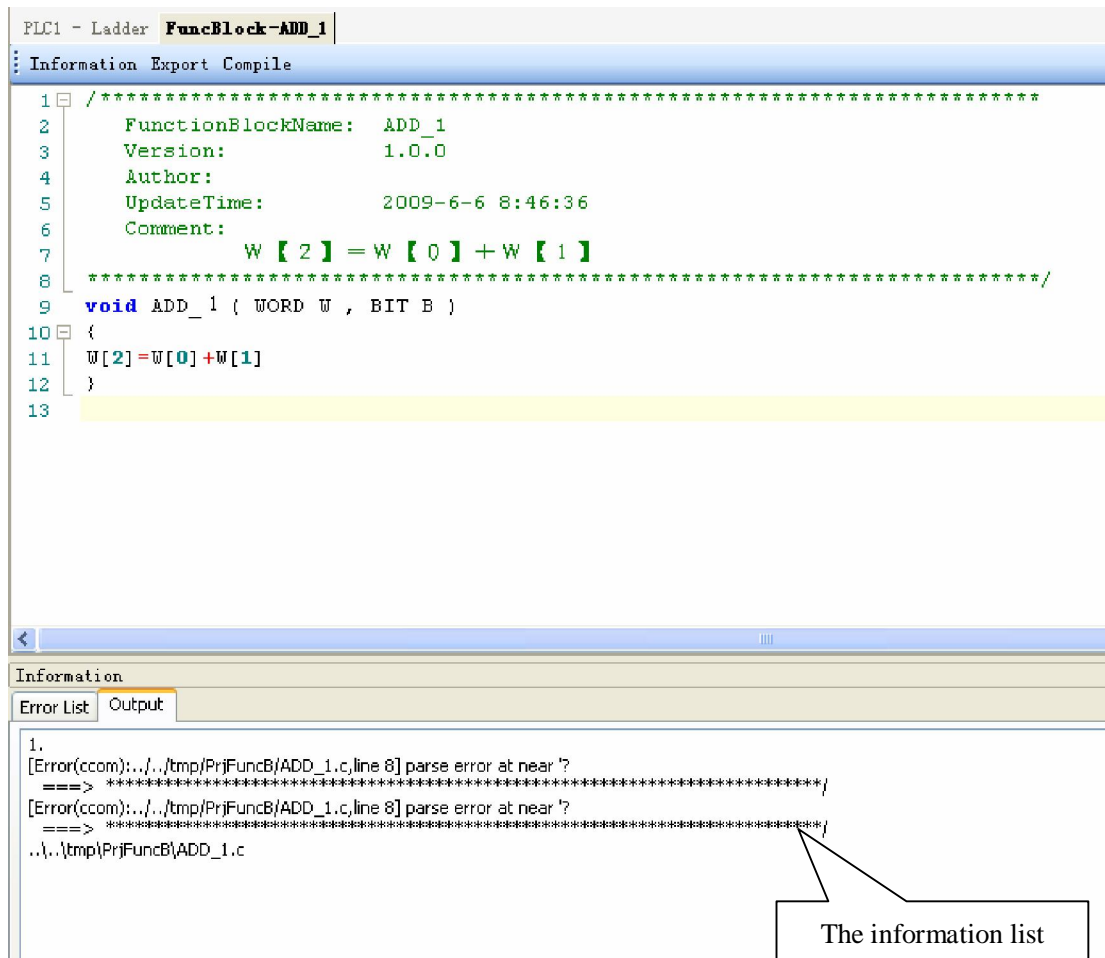 PLC1 - Ladder FuncBlock-ADD_1
Information Export Compile
1 /*************************************************************************
2 FunctionBlockName: ADD_1
3 Version: 1.0.0
4 Author:
5 UpdateTime: 2009-6-6 8:46:36
6 Comment:
7 W【2】=W【0】+W【1】
8 *************************************************************************/
9 void ADD_ 1 ( WORD W , BIT B )
10 {
11 W[2]=W[0]+W[1]
12 }
13
Information
Error List Output
1.
[Error(ccom):../../tmp/PrjFuncB/ADD_1.c,line 8] parse error at near '?
===> *************************************************************************/
[Error(ccom):../../tmp/PrjFuncB/ADD_1.c,line 8] parse error at near '?
===> *************************************************************************/
..\..\tmp\PrjFuncB\ADD_1.c
The information list